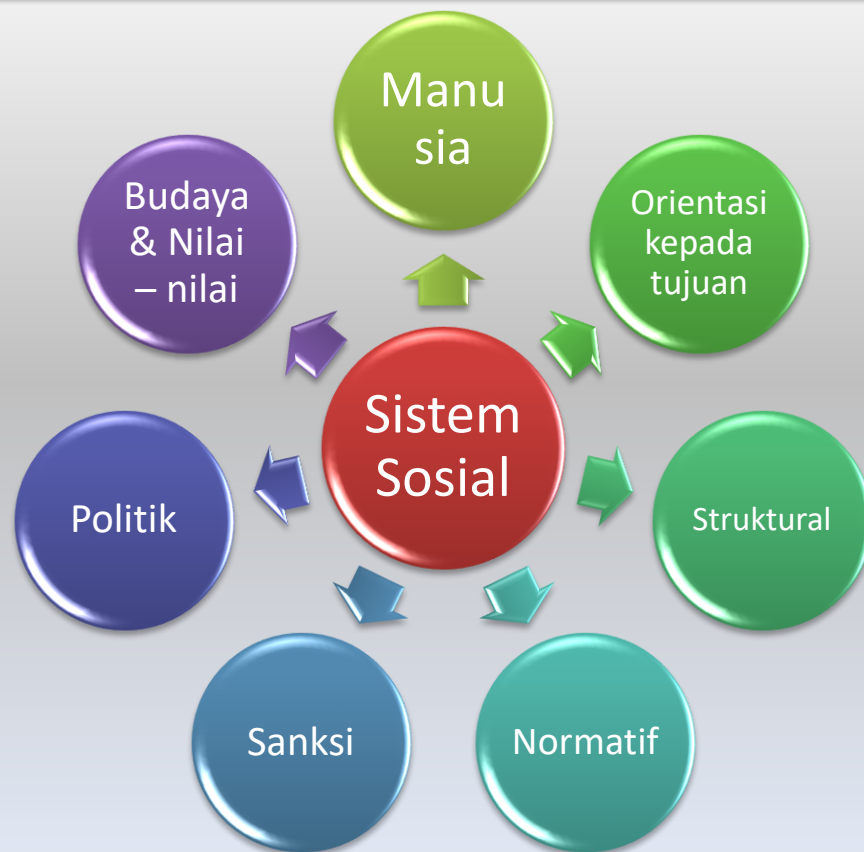 Manu
sia
Orientasi
kepada
tujuan
Struktural
Normatif
Sanksi
Politik
Budaya
& Nilai
– nilai
Sistem
Sosial